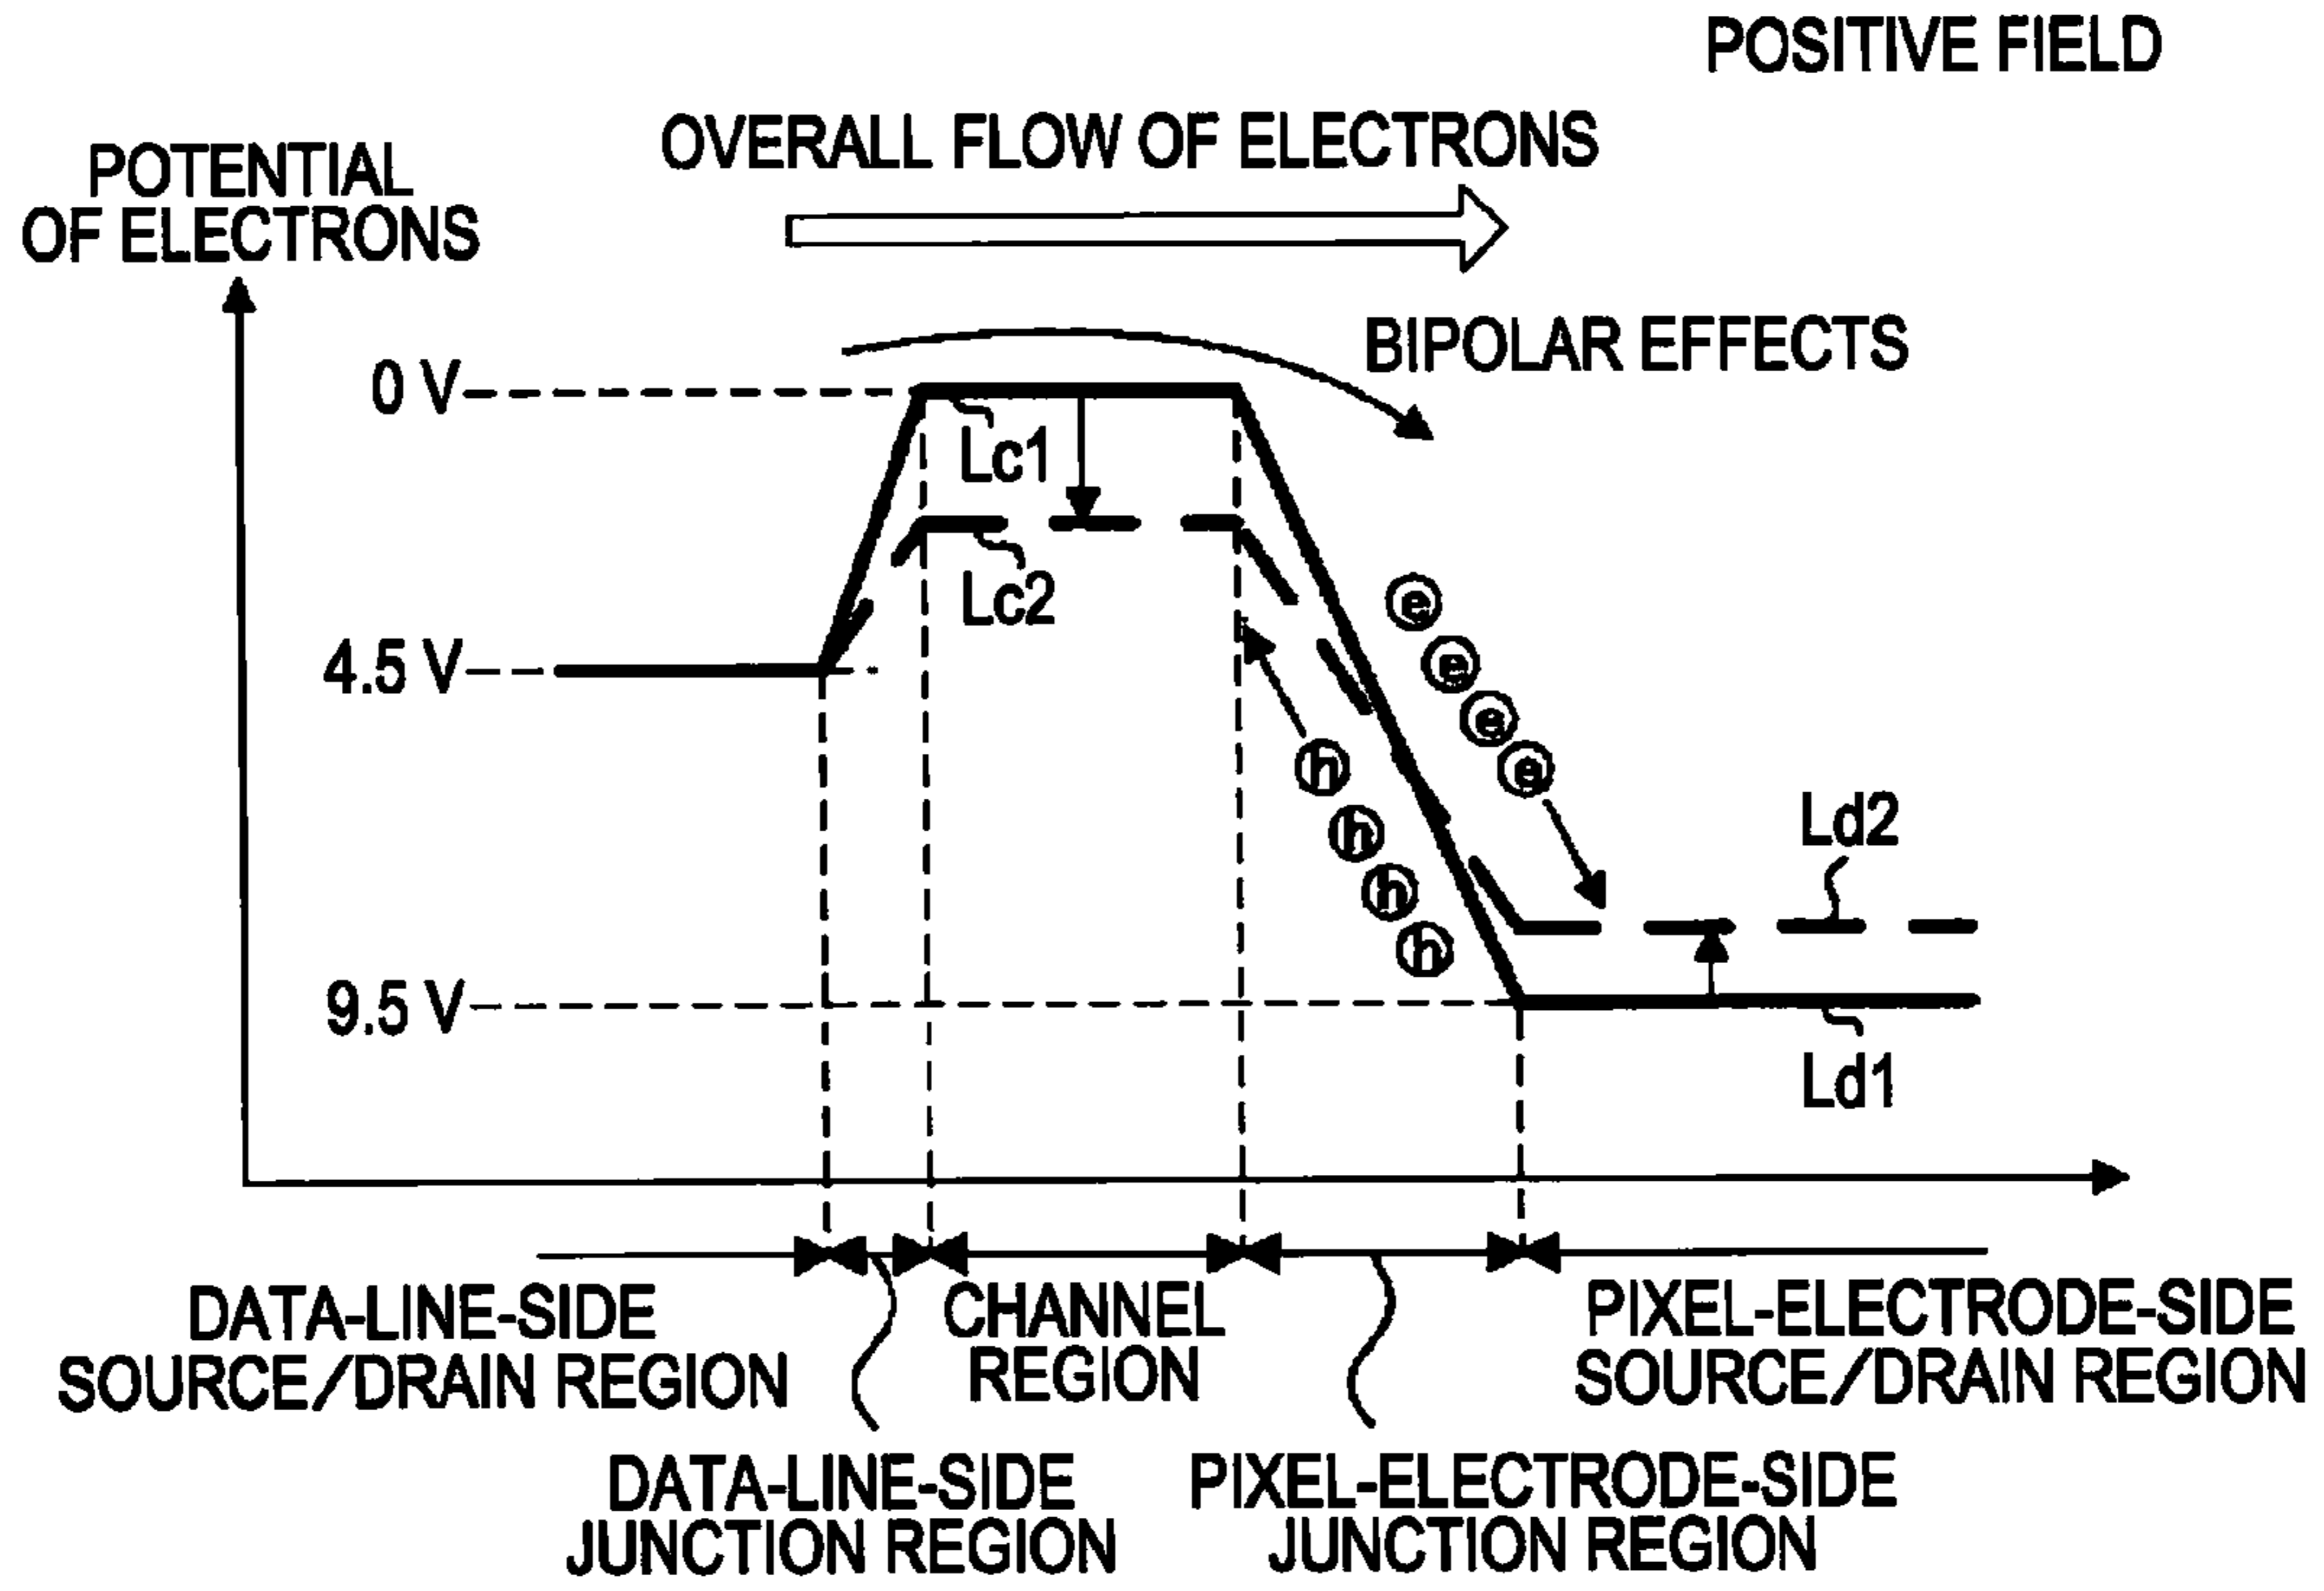 POSITIVE FIELD
OVERALL FLOW OF ELECTRONS
POTENTIAL
OF ELECTRONS
BIPOLAR EFFECTS
0 V
Lc1
Lc2
4.5 V
e
e
e
e
h
h
h
h
Ld2
9.5 V
Ld1
DATA-LINE-SIDE
SOURCE/DRAIN REGION
CHANNEL
REGION
PIXEL-ELECTRODE-SIDE
SOURCE/DRAIN REGION
DATA-LINE-SIDE
JUNCTION REGION
PIXEL-ELECTRODE-SIDE
JUNCTION REGION